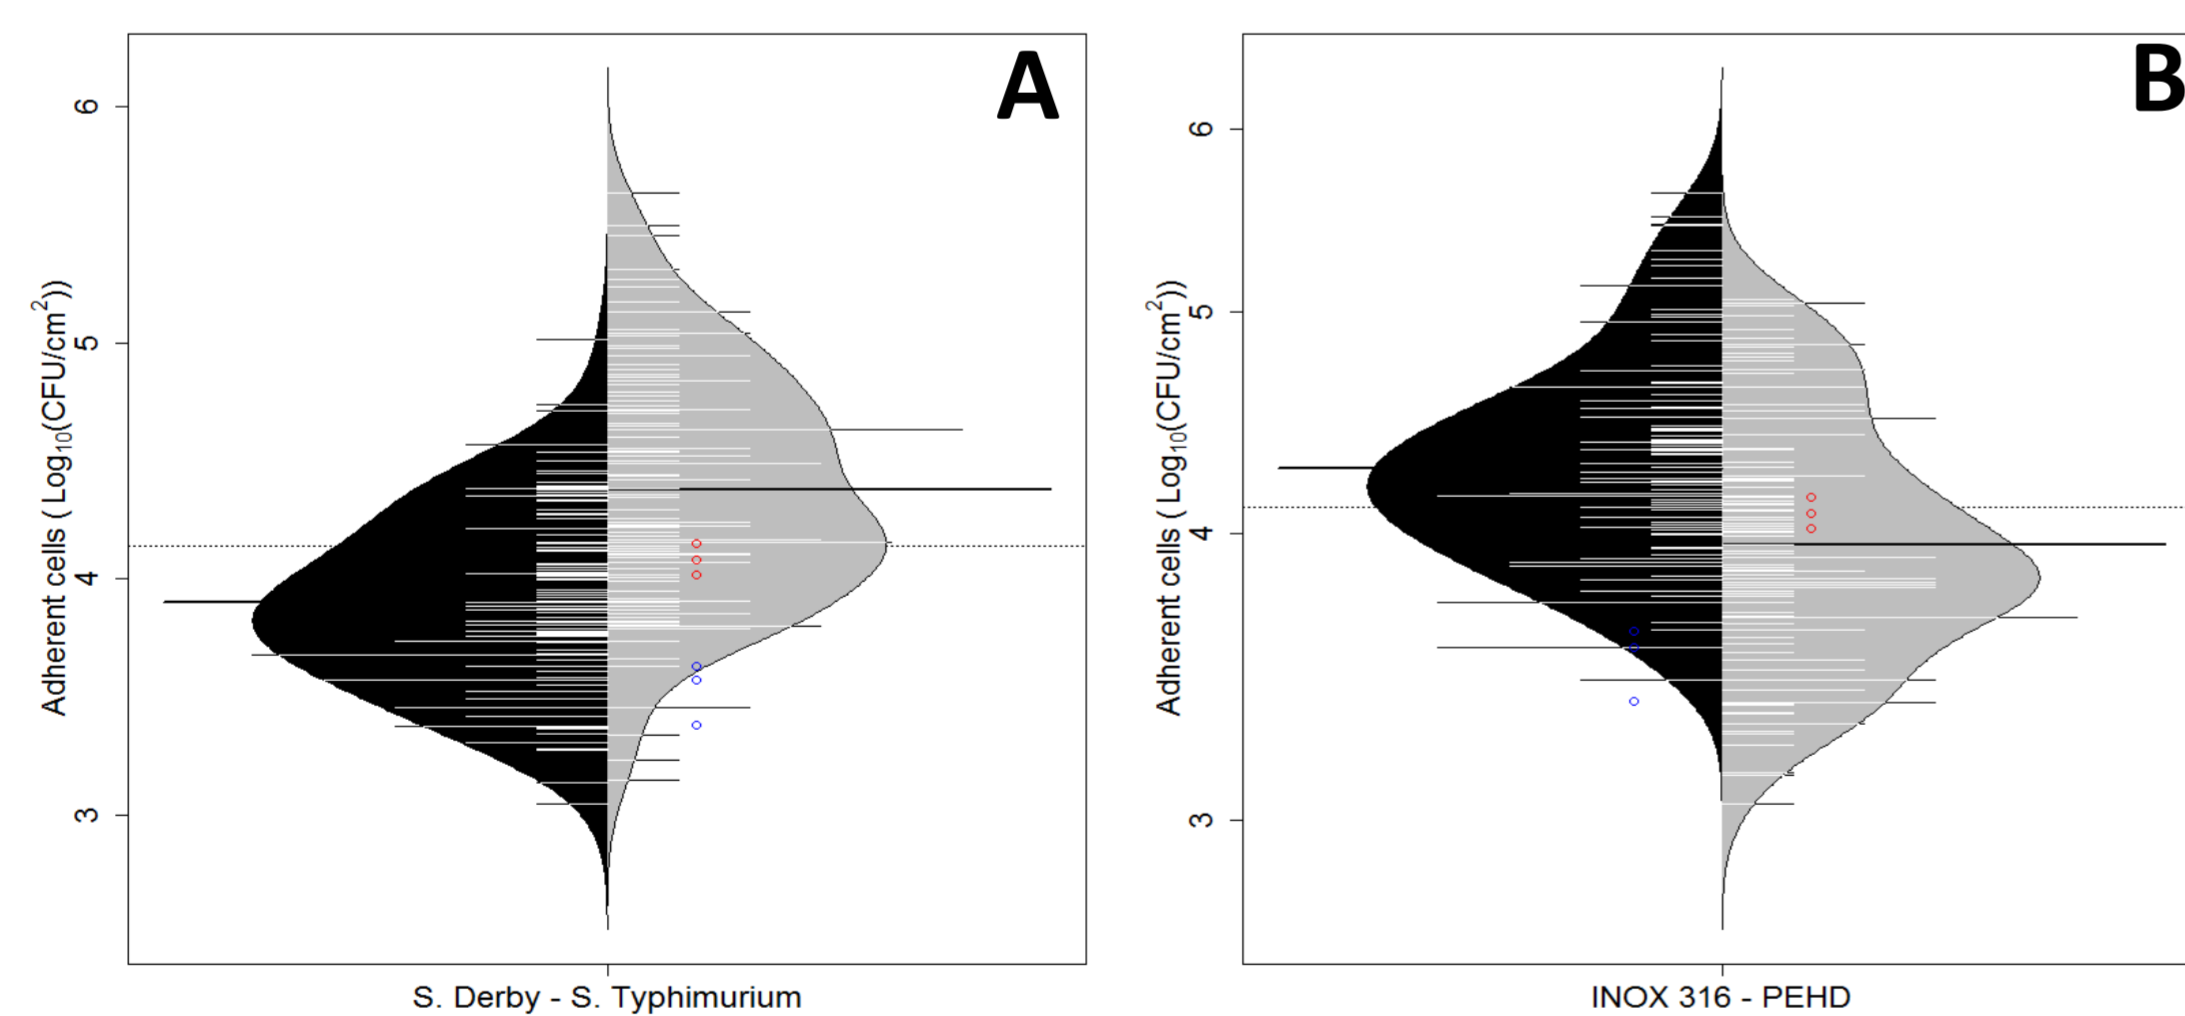 A
6
5
4
3
Adherent cells ( Log10(CFU/cm2))
S. Derby - S. Typhimurium
B
6
5
4
3
Adherent cells ( Log10(CFU/cm2))
INOX 316 - PEHD